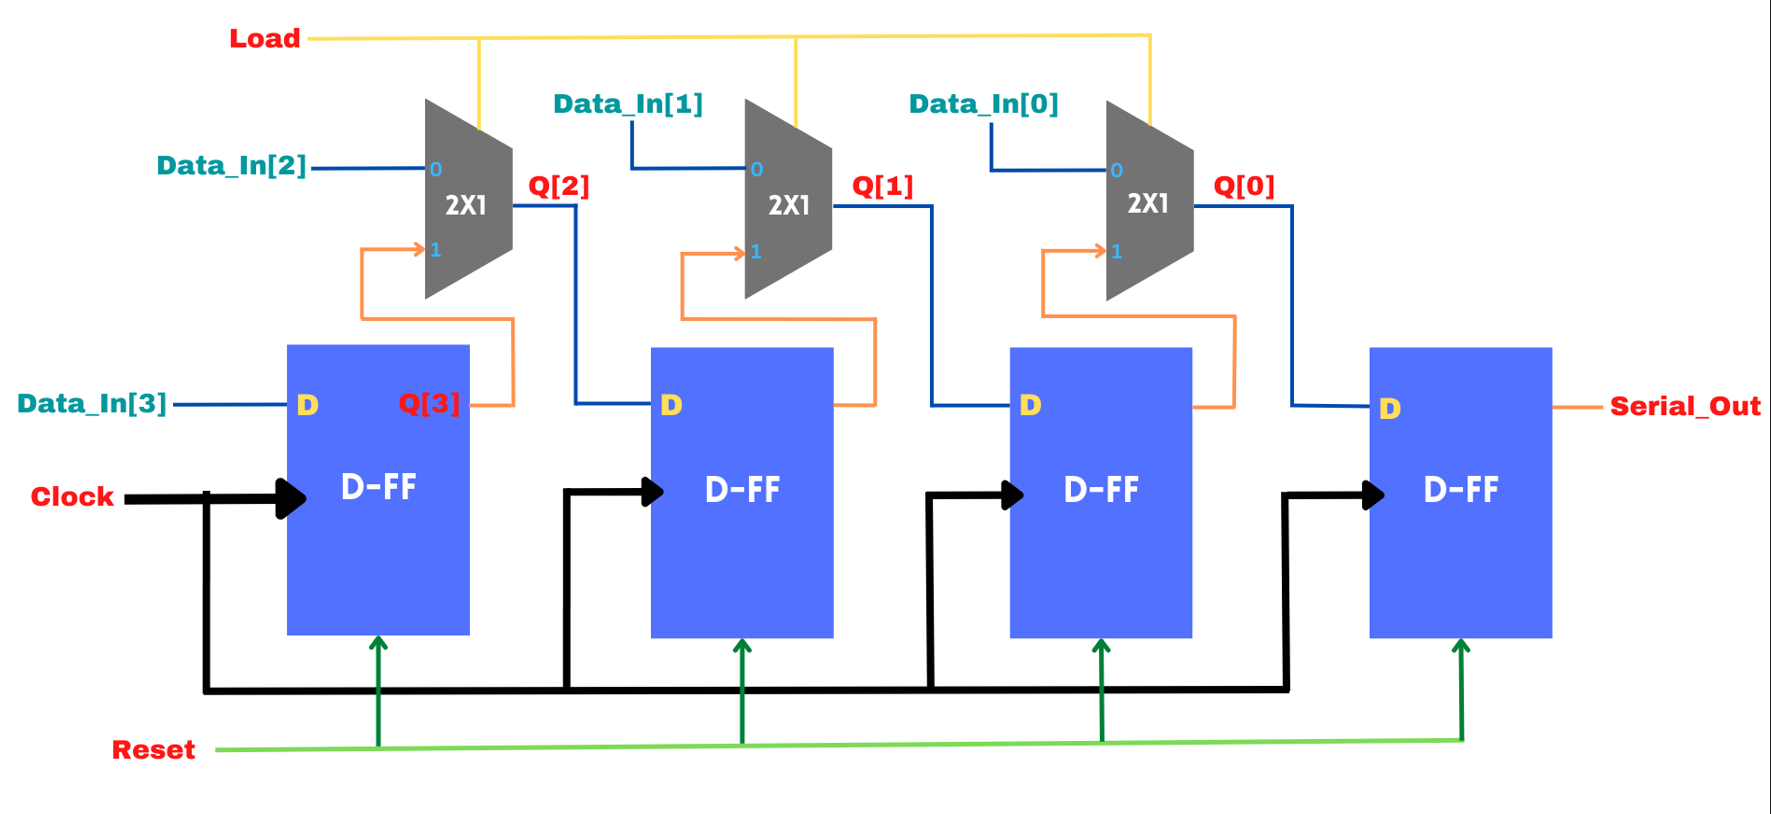 Load
Data_In[1]
Data_In[0]
Data_In[2]
0
0
0
2X1
Q[2]
2X1
Q[1]
2X1
Q[0]
1
1
1
Data_In[3]
D
Q[3]
D
D
D
Serial_Out
Clock
D-FF
D-FF
D-FF
D-FF
Reset